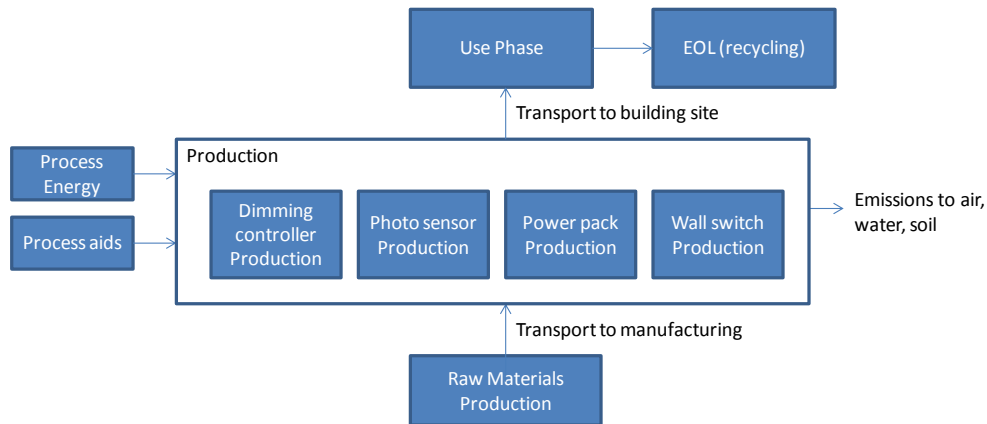 Use Phase
EOL (recycling)
Transport to building site
Production
Process
Energy
Process aids
Dimming
controller
Production
Photo sensor
Production
Power pack
Production
Wall switch
Production
Emissions to air,
water, soil
Transport to manufacturing
Raw Materials
Production